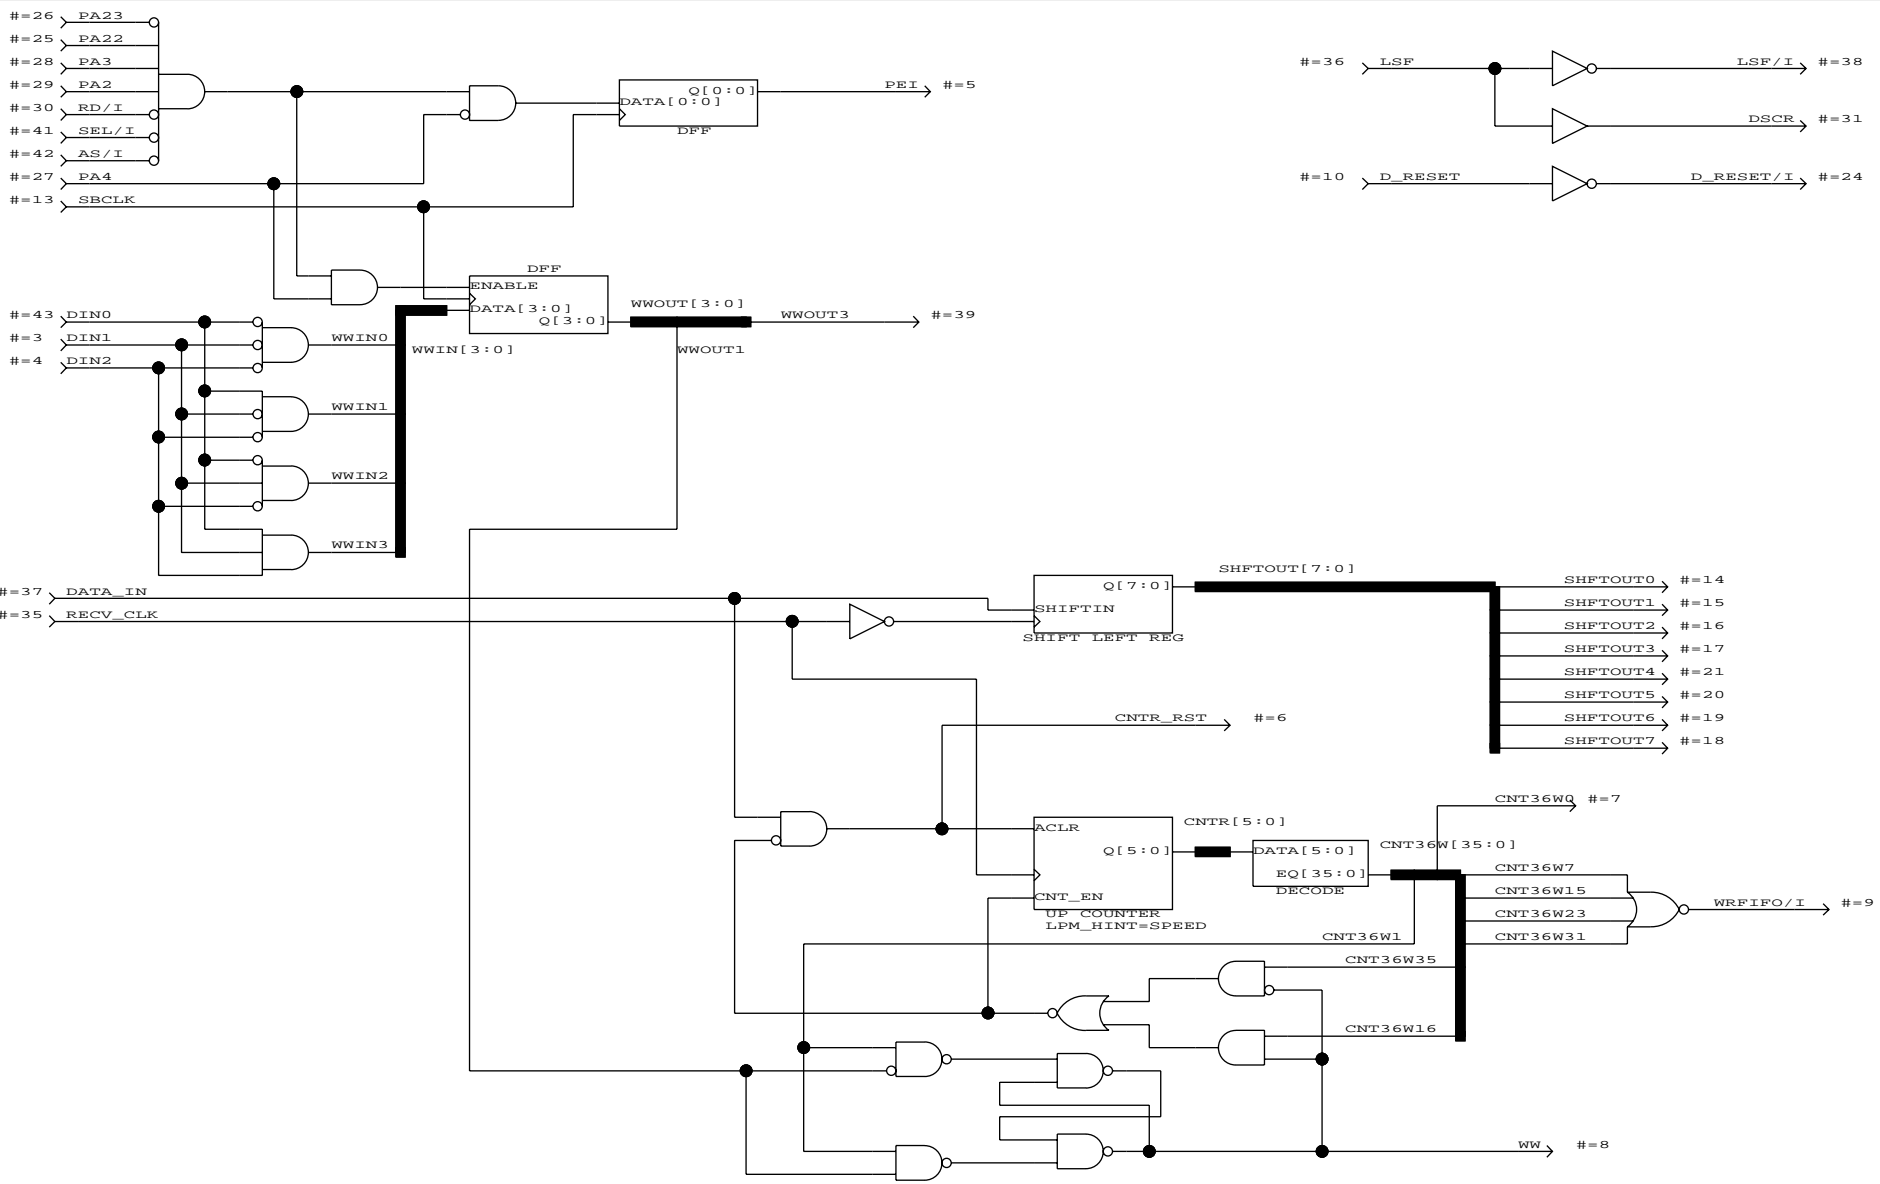 #=26 PA23
#=25 PA22
#=28 PA3
#=29 PA2
#=30 RD/I
#=41 SEL/I
#=42 AS/I
#=27 PA4
#=13 SBCLK
Q[0:0]
DATA[0:0]
DFF
PEI #=5
#=36 LSF
LSF/I #=38
DSCR #=31
#=10 D_RESET
D_RESET/I #=24
DFF
ENABLE
DATA[3:0]
Q[3:0]
WWOUT[3:0]
WWOUT3 #=39
WWOUT1
#=43 DIN0
#=3 DIN1
#=4 DIN2
WWIN[3:0]
WWIN0
WWIN1
WWIN2
WWIN3
#=37 DATA_IN
#=35 RECV_CLK
Q[7:0]
SHIFTIN
SHIFT LEFT REG
SHFTOUT[7:0]
SHFTOUT0 #=14
SHFTOUT1 #=15
SHFTOUT2 #=16
SHFTOUT3 #=17
SHFTOUT4 #=21
SHFTOUT5 #=20
SHFTOUT6 #=19
SHFTOUT7 #=18
CNTR_RST #=6
ACLR
Q[5:0]
CNT_EN
UP COUNTER
LPM_HINT=SPEED
CNTR[5:0]
DATA[5:0]
EQ[35:0]
DECODE
CNT36W0 #=7
CNT36W[35:0]
CNT36W7
CNT36W15
CNT36W23
CNT36W31
WRFIFO/I #=9
CNT36W1
CNT36W35
CNT36W16
WW #=8